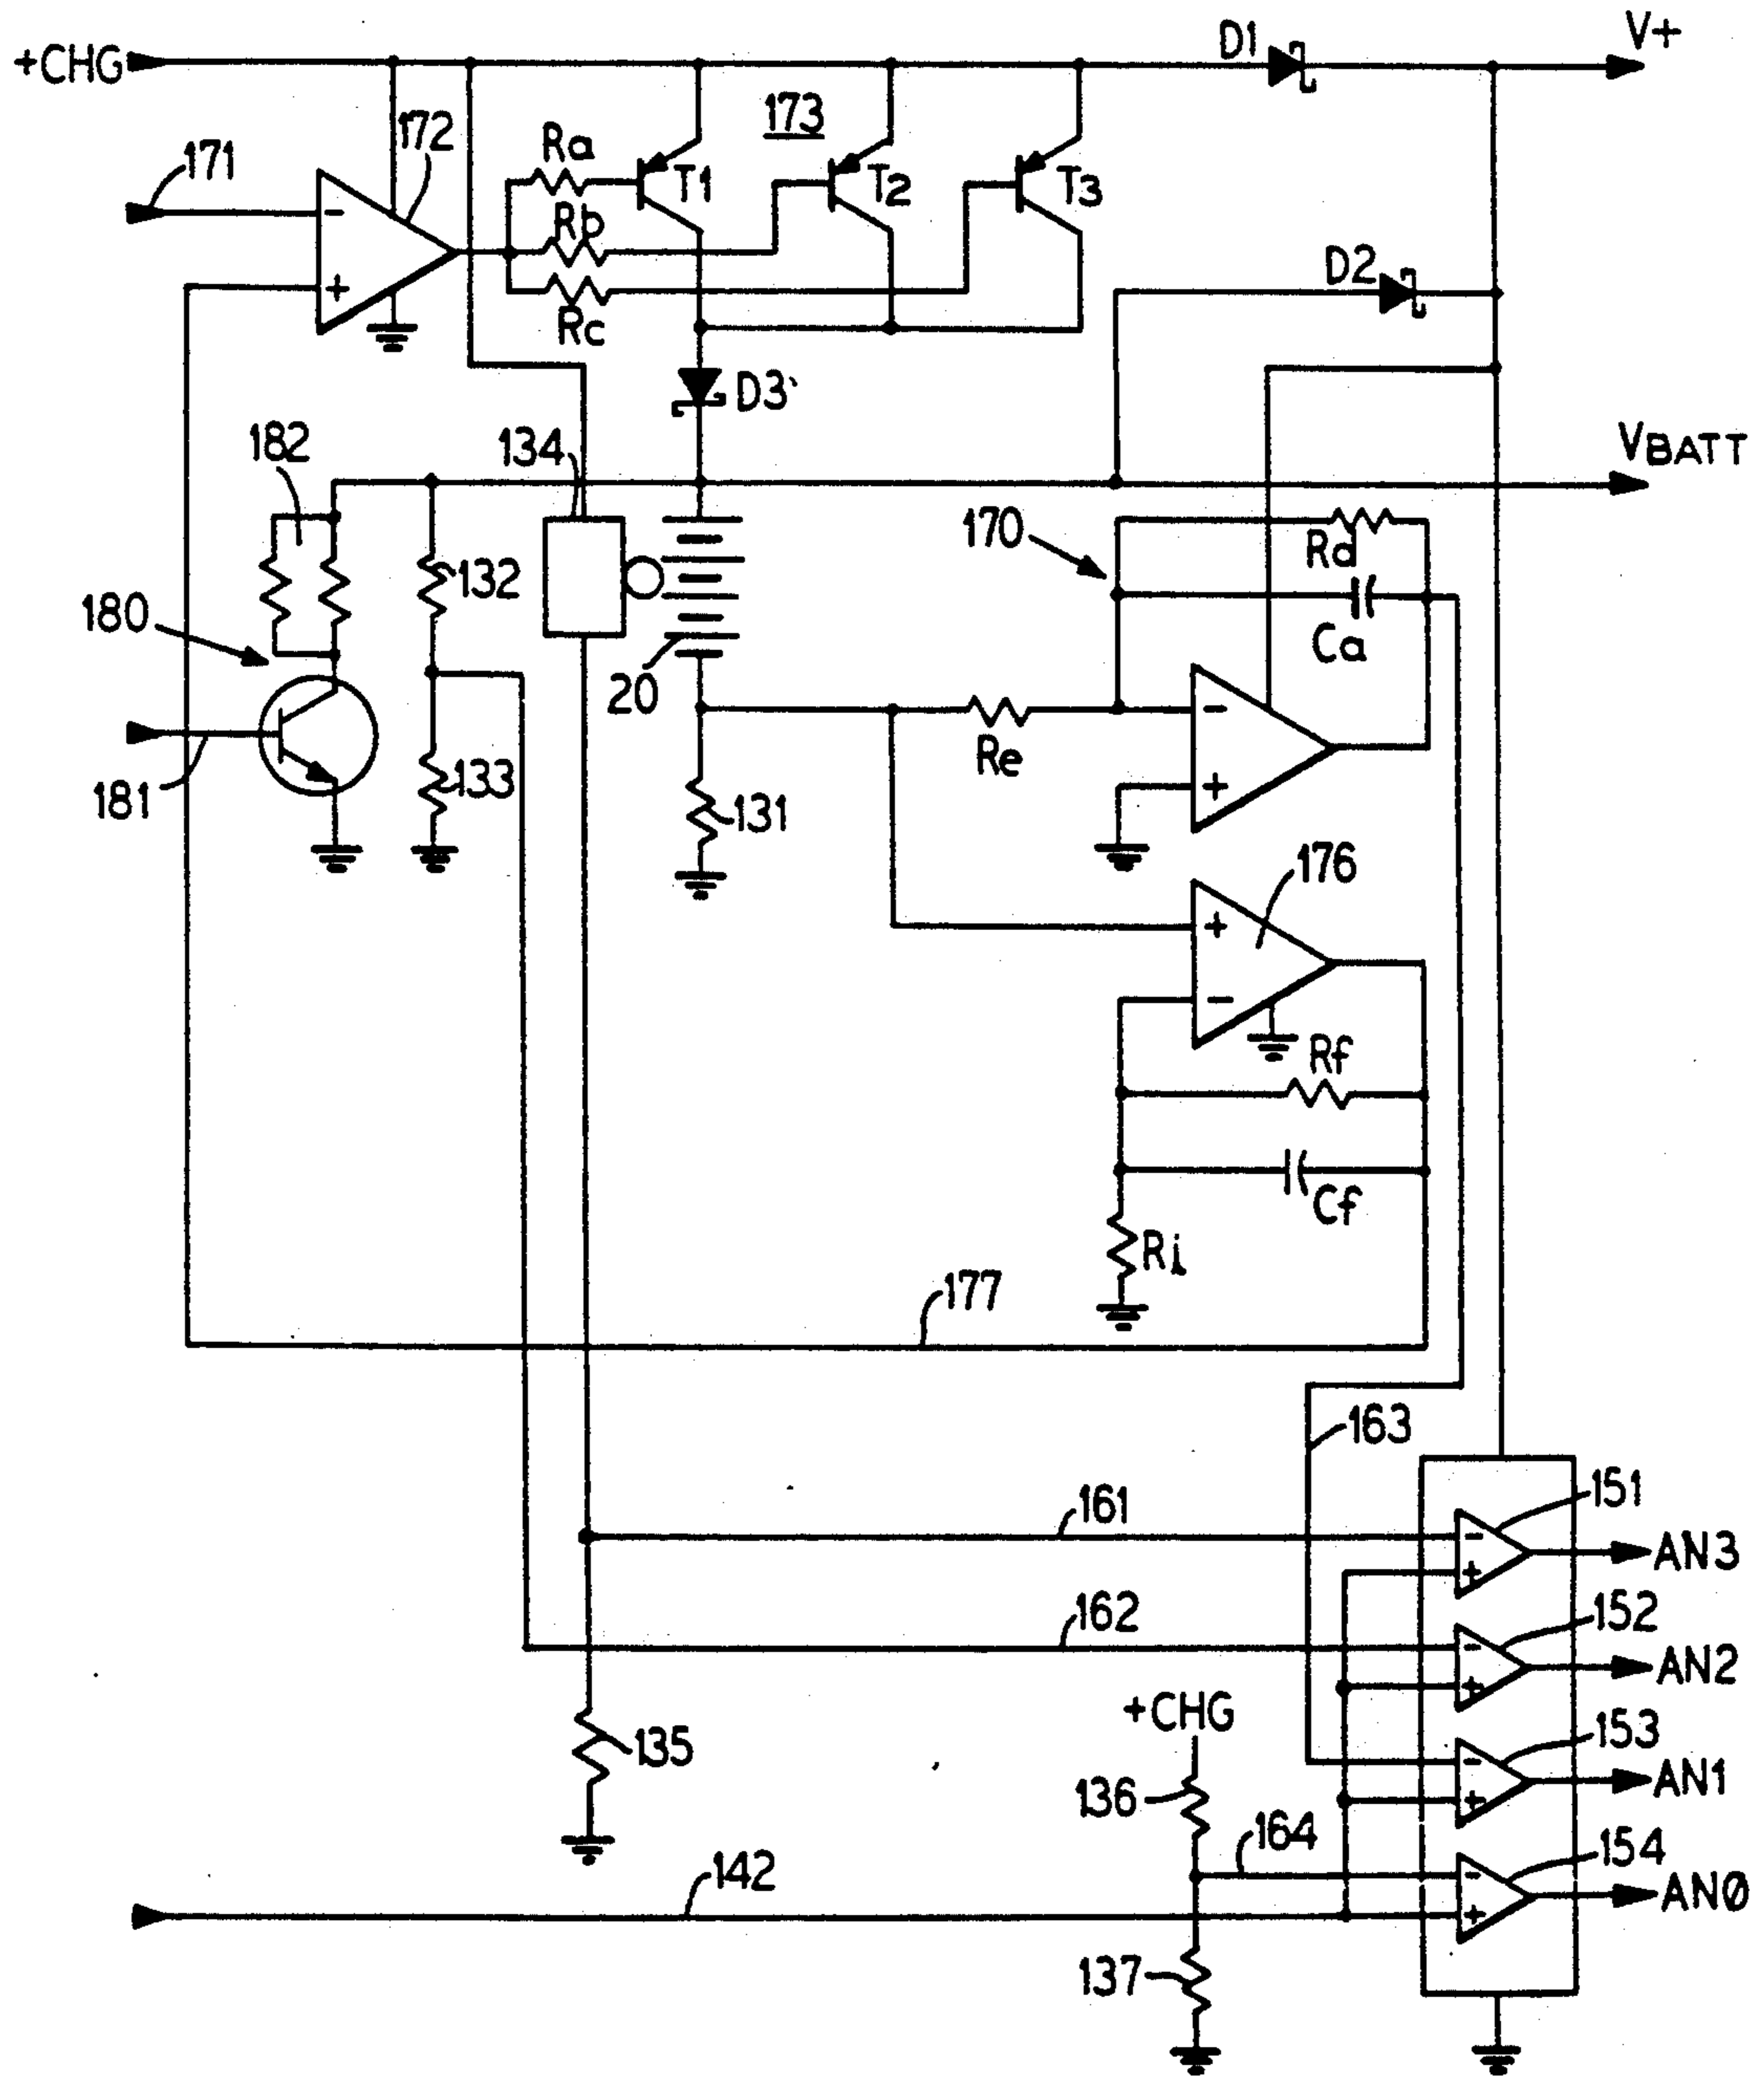 +CHG
D1
V+
171
172
Ra
173
T1
T2
T3
Rb
Rc
-
+
D2
D3
VBATT
182
134
170
Rd
132
180
Ca
20
-
+
Re
181
133
131
176
+
-
Rf
Cf
Ri
177
163
151
161
-
+
AN3
152
162
-
+
AN2
+CHG
135
153
-
+
AN1
136
164
154
142
-
+
AN0
137